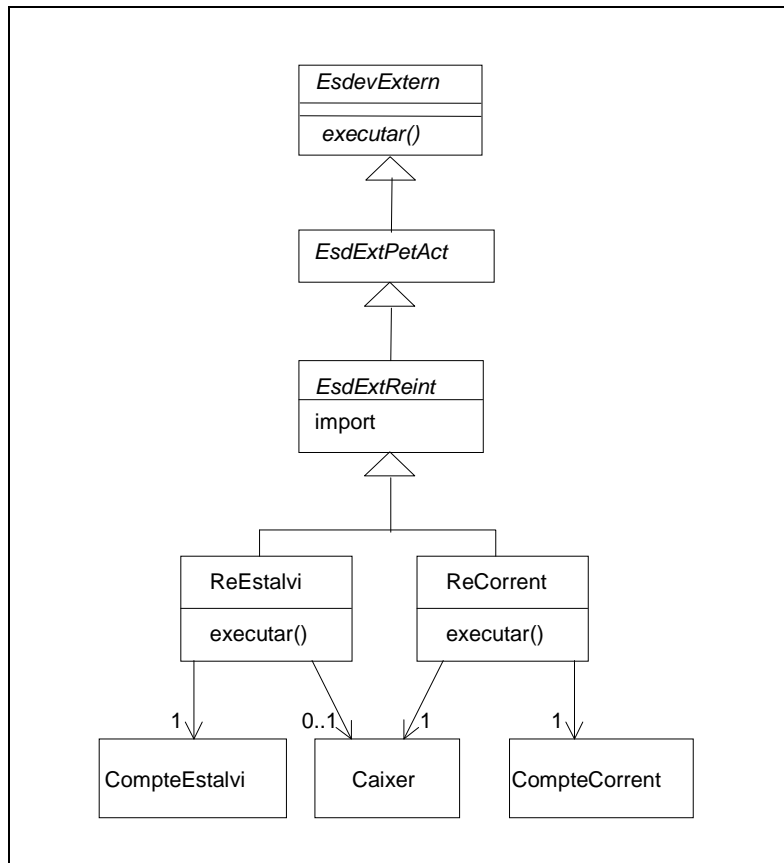 EsdevExtern
executar()
EsdExtPetAct
EsdExtReint
import
ReEstalvi
ReCorrent
executar()
executar()
1
0..1
1
1
CompteEstalvi
Caixer
CompteCorrent